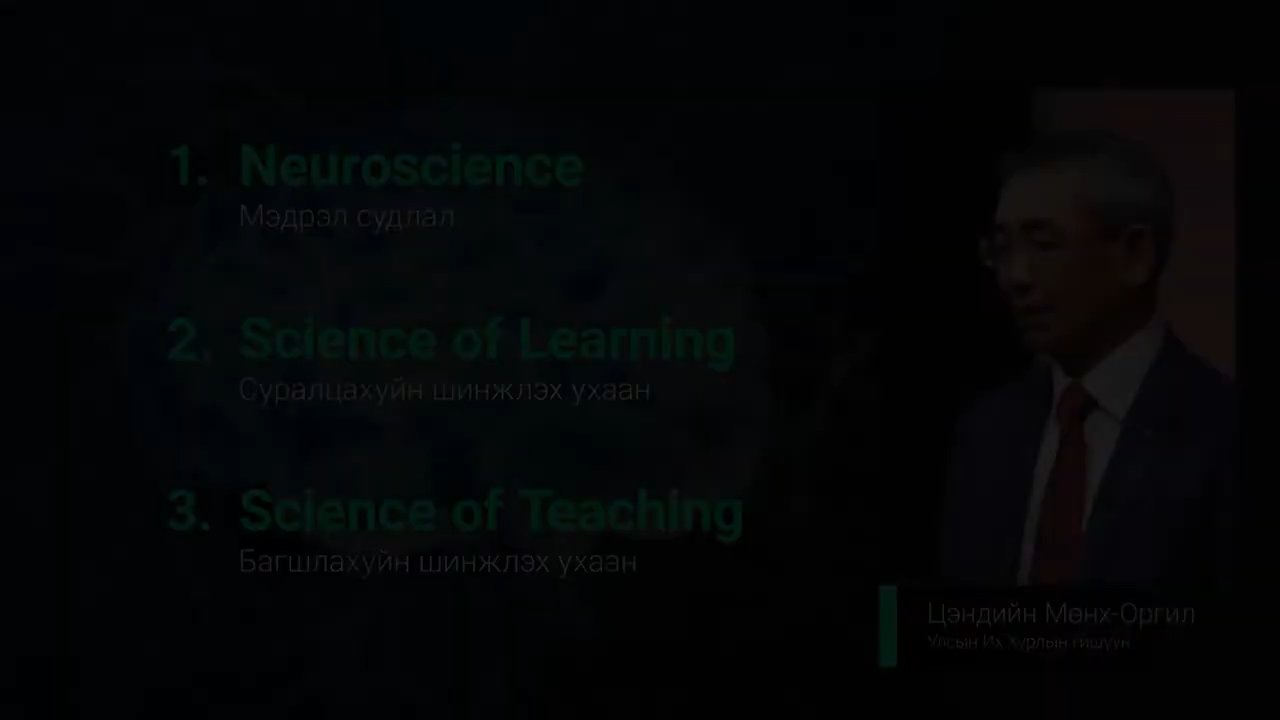 1. Neuroscience
Мэдрэл судлал
2. Science of Learning
Суралцахуйн шинжлэх ухаан
3. Science of Teaching
Багшлахуйн шинжлэх ухаан
Цэндийн Мөнх-Оргил
Улсын Их Хурлын гишүүн